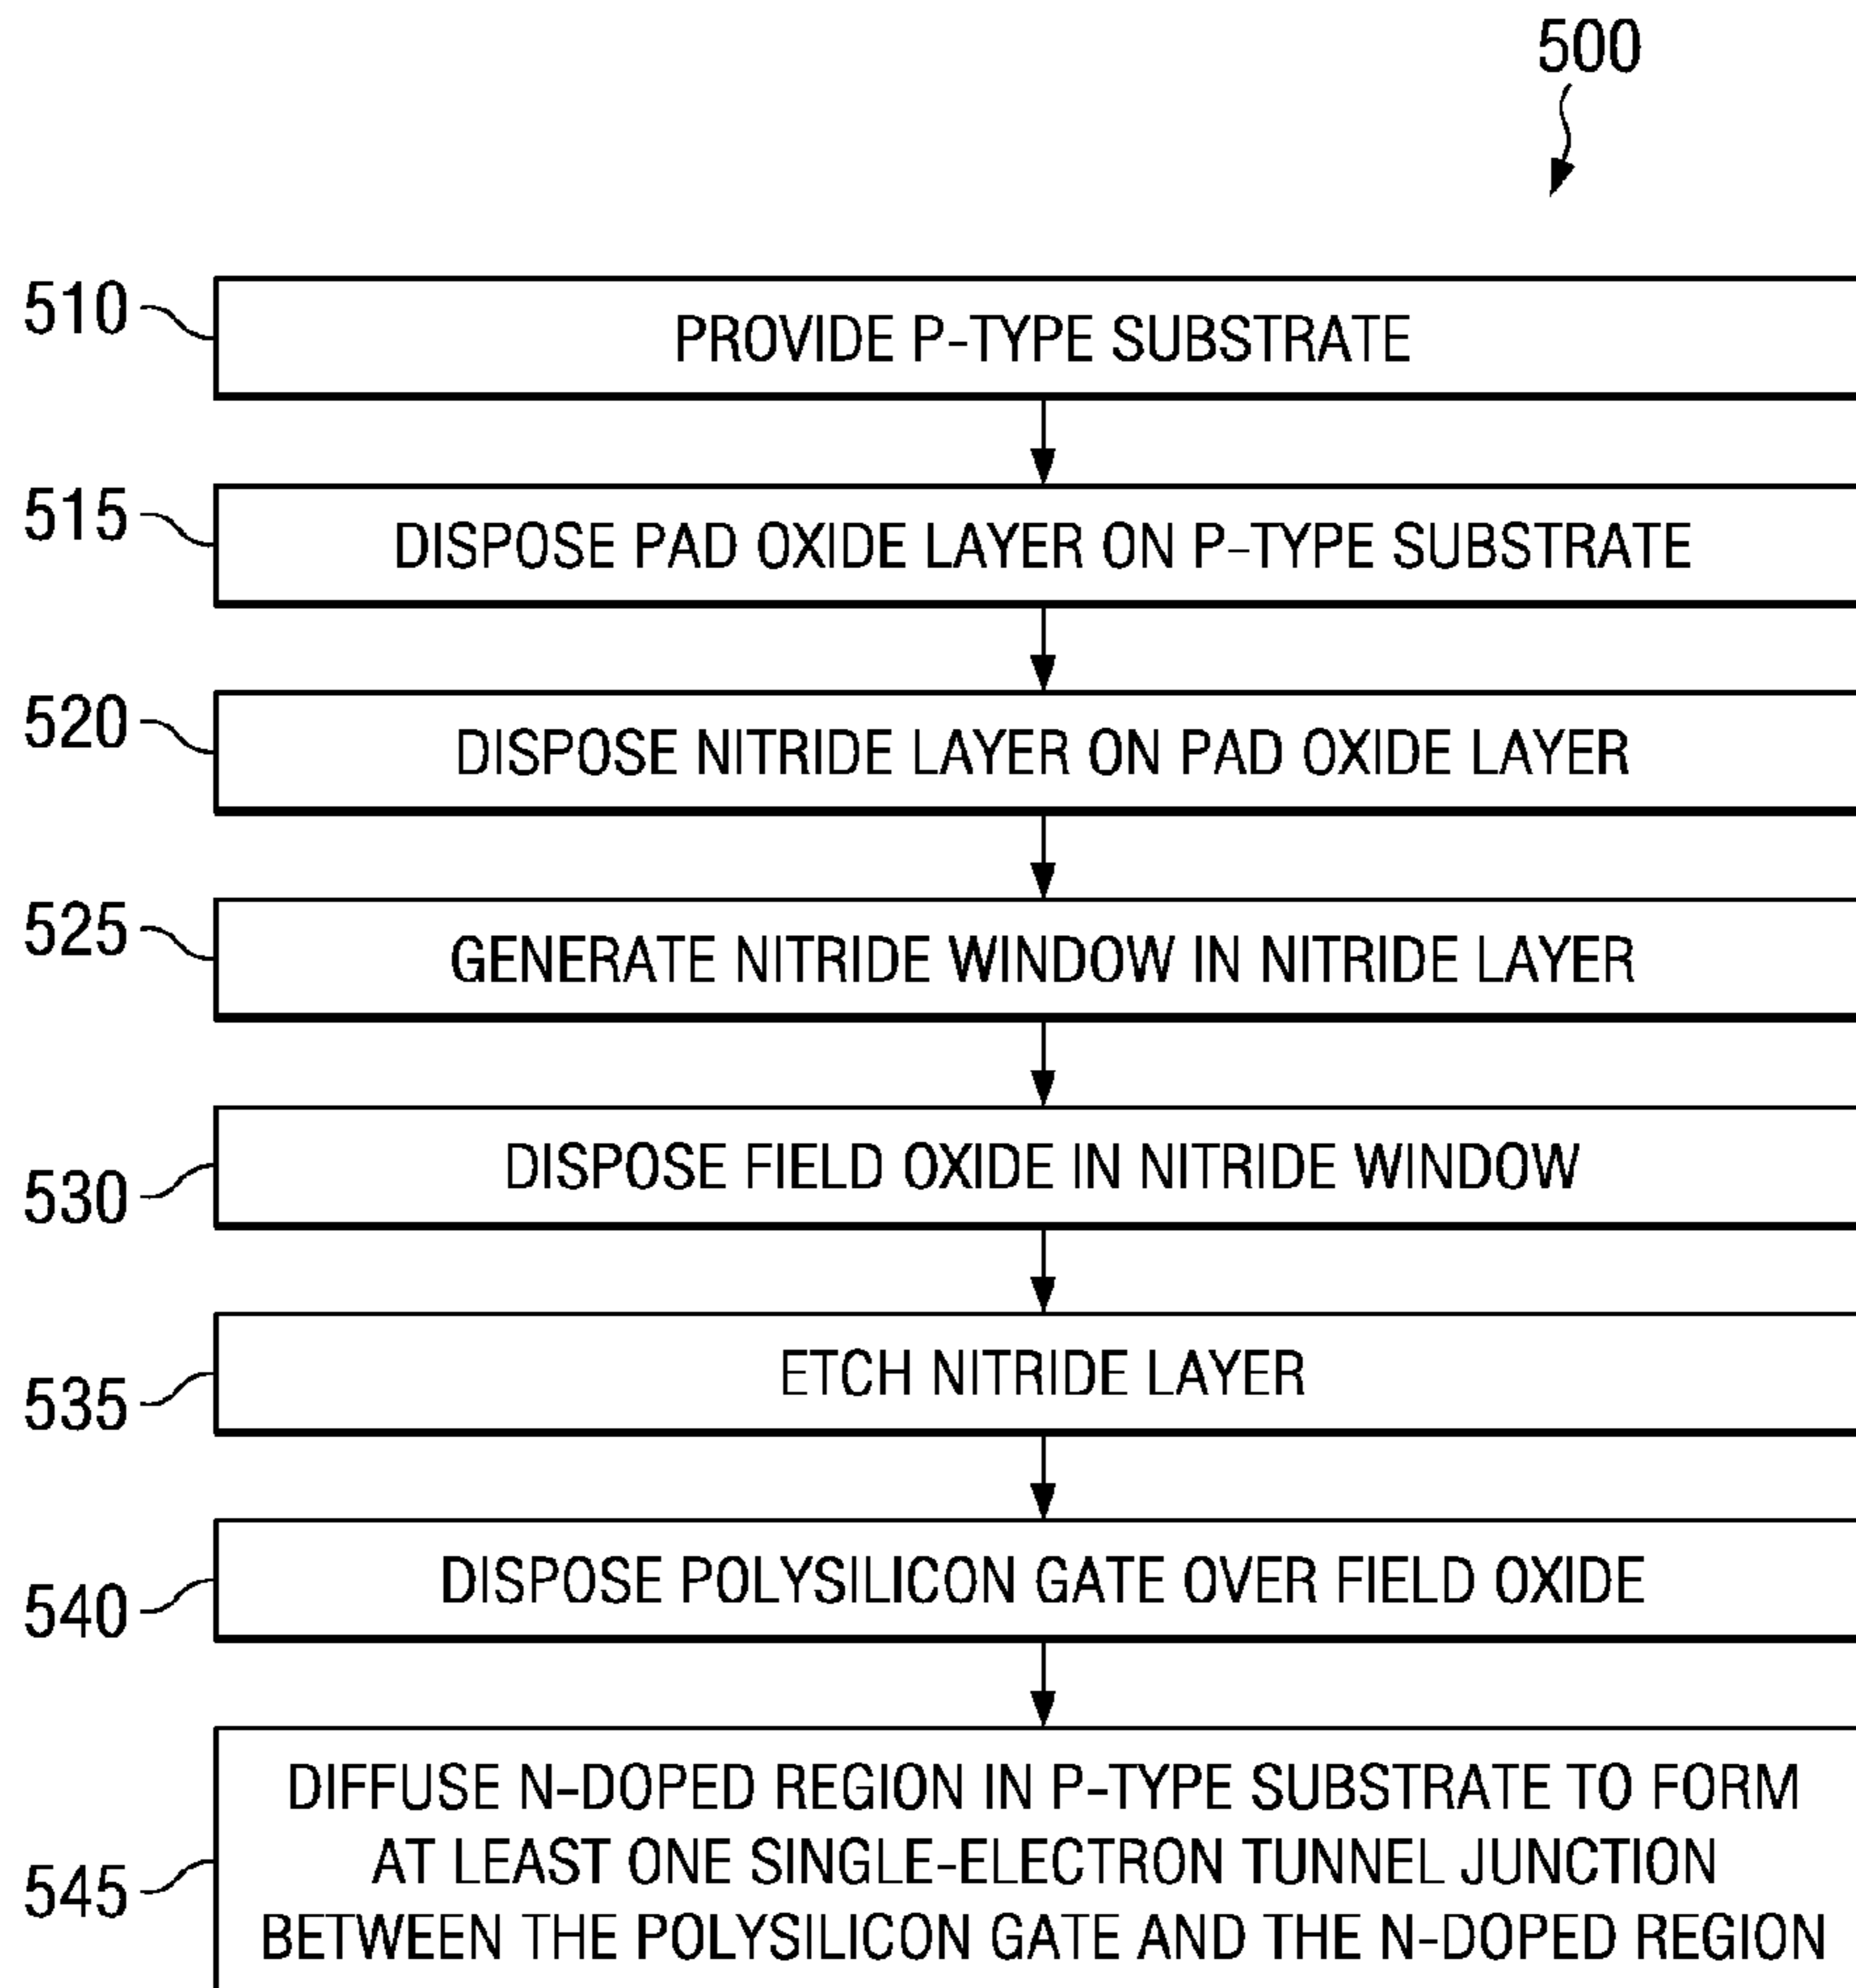 500
510
PROVIDE P-TYPE SUBSTRATE
515
DISPOSE PAD OXIDE LAYER ON P-TYPE SUBSTRATE
520
DISPOSE NITRIDE LAYER ON PAD OXIDE LAYER
525
GENERATE NITRIDE WINDOW IN NITRIDE LAYER
530
DISPOSE FIELD OXIDE IN NITRIDE WINDOW
535
ETCH NITRIDE LAYER
540
DISPOSE POLYSILICON GATE OVER FIELD OXIDE
545
DIFFUSE N-DOPED REGION IN P-TYPE SUBSTRATE TO FORM
AT LEAST ONE SINGLE-ELECTRON TUNNEL JUNCTION
BETWEEN THE POLYSILICON GATE AND THE N-DOPED REGION